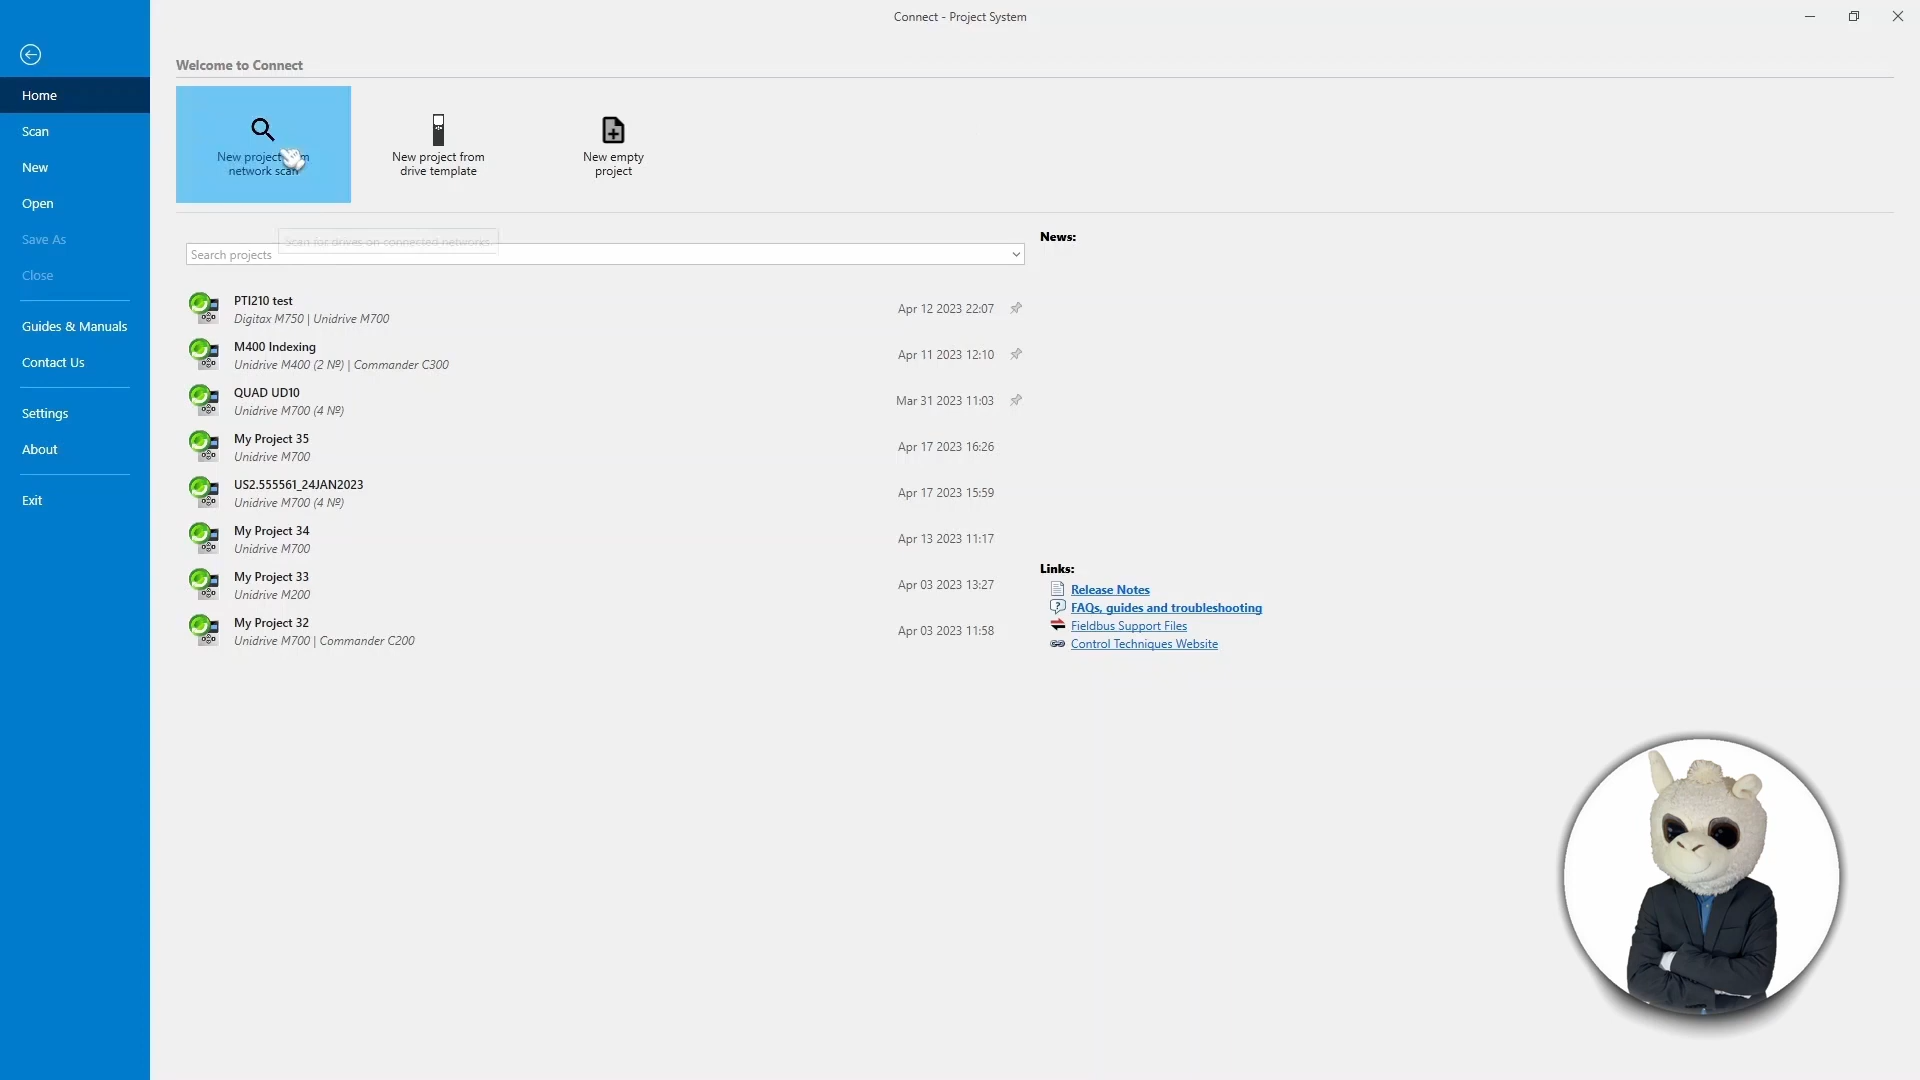 Connect - Project System
Home
Scan
New
Open
Save As
Close
Guides & Manuals
Contact Us
Settings
About
Exit
Welcome to Connect
New project from
network scan
New project from
drive template
New empty
project
Scan for drives on connected networks.
Search projects
PTI210 test
Digitax M750 | Unidrive M700
Apr 12 2023 22:07
M400 Indexing
Unidrive M400 (2 Nº) | Commander C300
Apr 11 2023 12:10
QUAD UD10
Unidrive M700 (4 Nº)
Mar 31 2023 11:03
My Project 35
Unidrive M700
Apr 17 2023 16:26
US2.555561_24JAN2023
Unidrive M700 (4 Nº)
Apr 17 2023 15:59
My Project 34
Unidrive M700
Apr 13 2023 11:17
My Project 33
Unidrive M200
Apr 03 2023 13:27
My Project 32
Unidrive M700 | Commander C200
Apr 03 2023 11:58
News:
Links:
Release Notes
FAQs, guides and troubleshooting
Fieldbus Support Files
Control Techniques Website